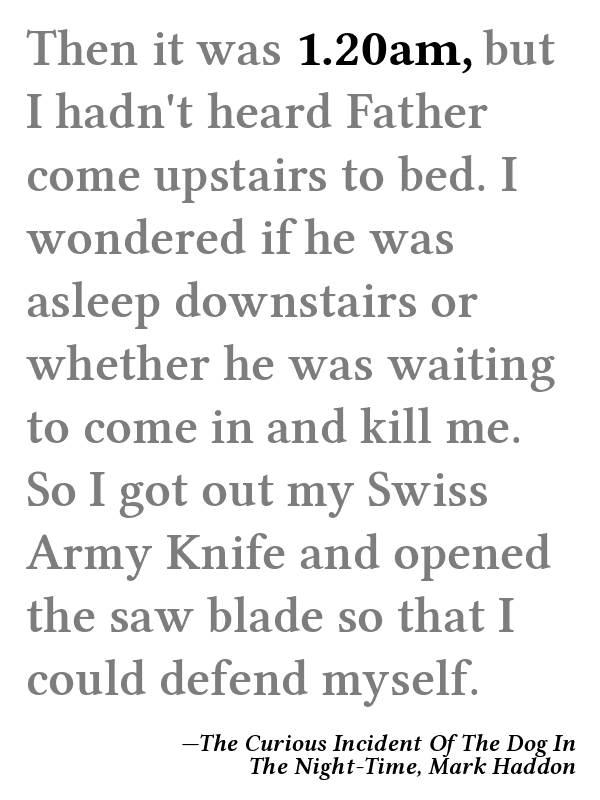 Then it was 1.20am, but
I hadn't heard Father
come upstairs to bed. I
wondered if he was
asleep downstairs or
whether he was waiting
to come in and kill me.
So I got out my Swiss
Army Knife and opened
the saw blade so that I
could defend myself.
—The Curious Incident Of The Dog In
The Night-Time, Mark Haddon